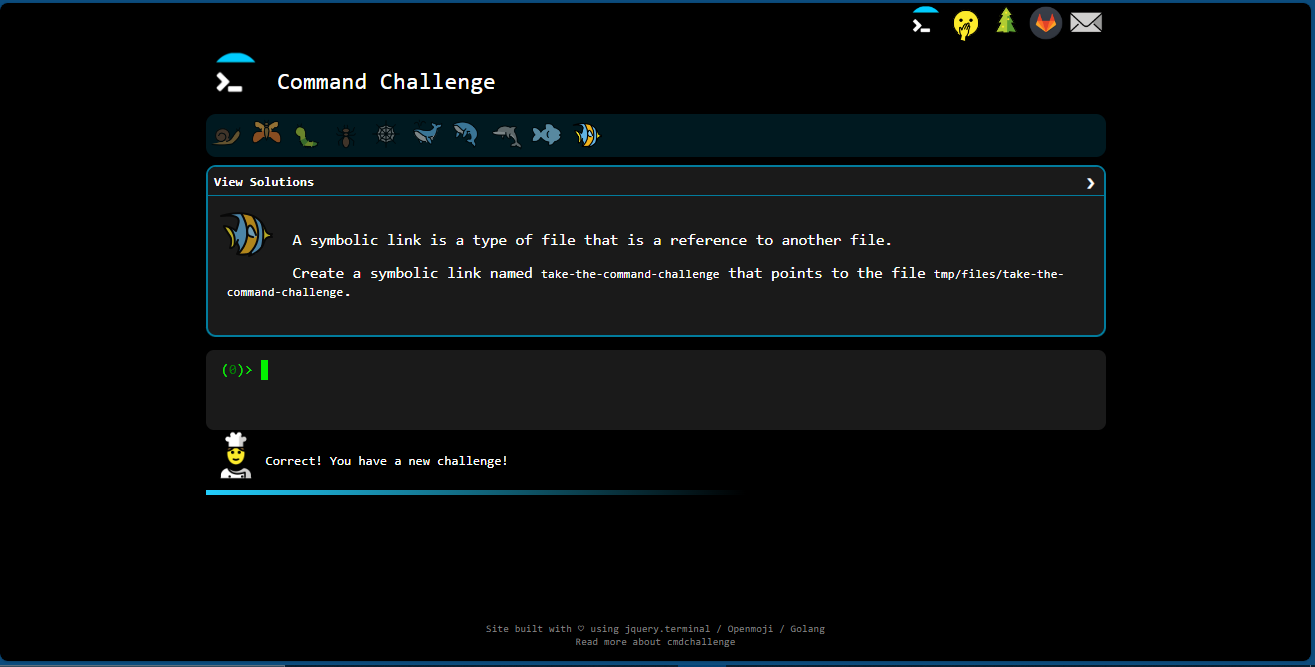 Command Challenge
View Solutions
A symbolic link is a type of file that is a reference to another file.
Create a symbolic link named take-the-command-challenge that points to the file tmp/files/take-the-
command-challenge.
(0)>
Correct! You have a new challenge!
Site built with ♡ using jquery.terminal / Openmoji / Golang
Read more about cmdchallenge